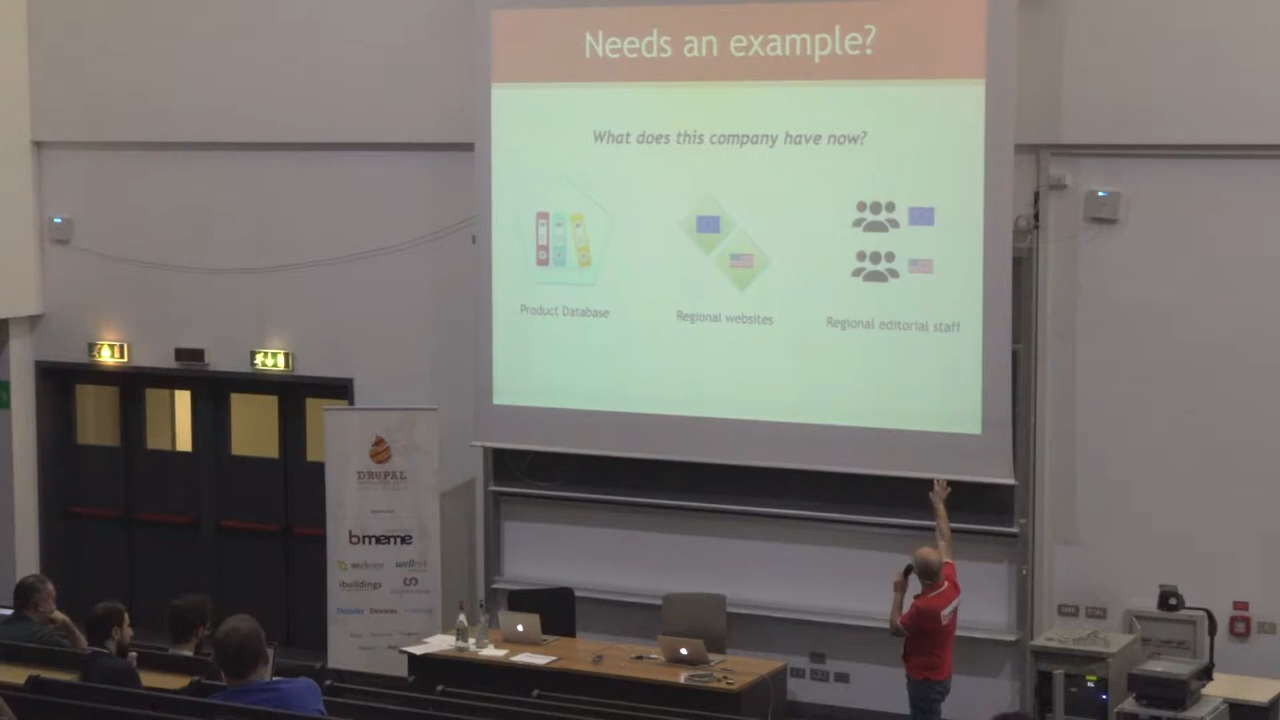 Needs an example?
What does this company have now?
Product Database
Regional websites
Regional editorial staff
DRUPAL
bmeme
wellnet
ibuildings